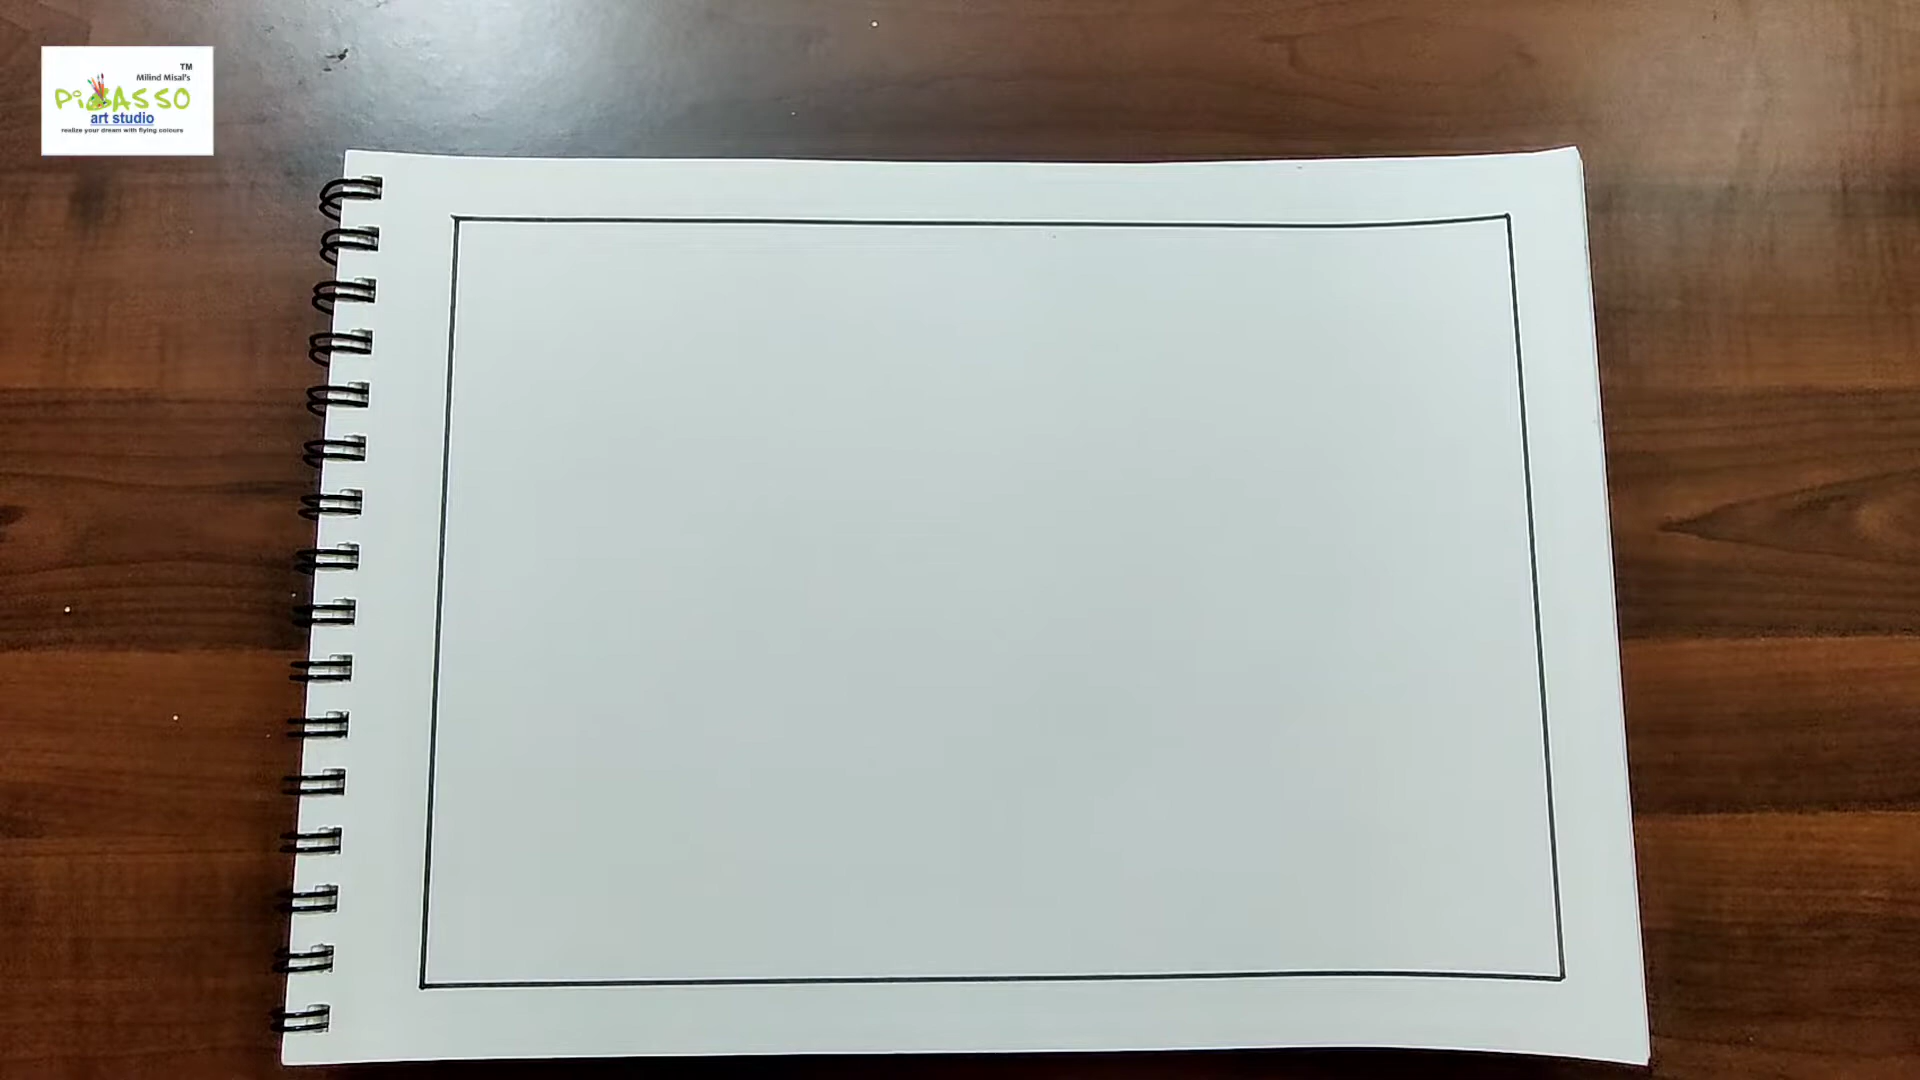 TM
Milind Misal's
PiCASSO
art studio
realize your dream with flying colours